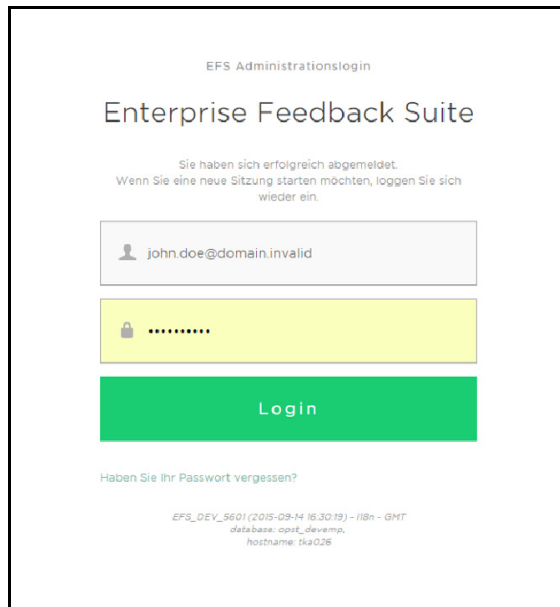 EFS Administrationslogin
Enterprise Feedback Suite
Sie haben sich erfolgreich abgemeldet.
Wenn Sie eine neue Sitzung starten möchten, loggen Sie sich
wieder ein.
john.doe@domain.invalid
••••••••••
Login
Haben Sie Ihr Passwort vergessen?
EFS_DEV_5601 (2015-09-14 16:30:19) - i18n - GMT
database: opst_devemp,
hostname: tka026